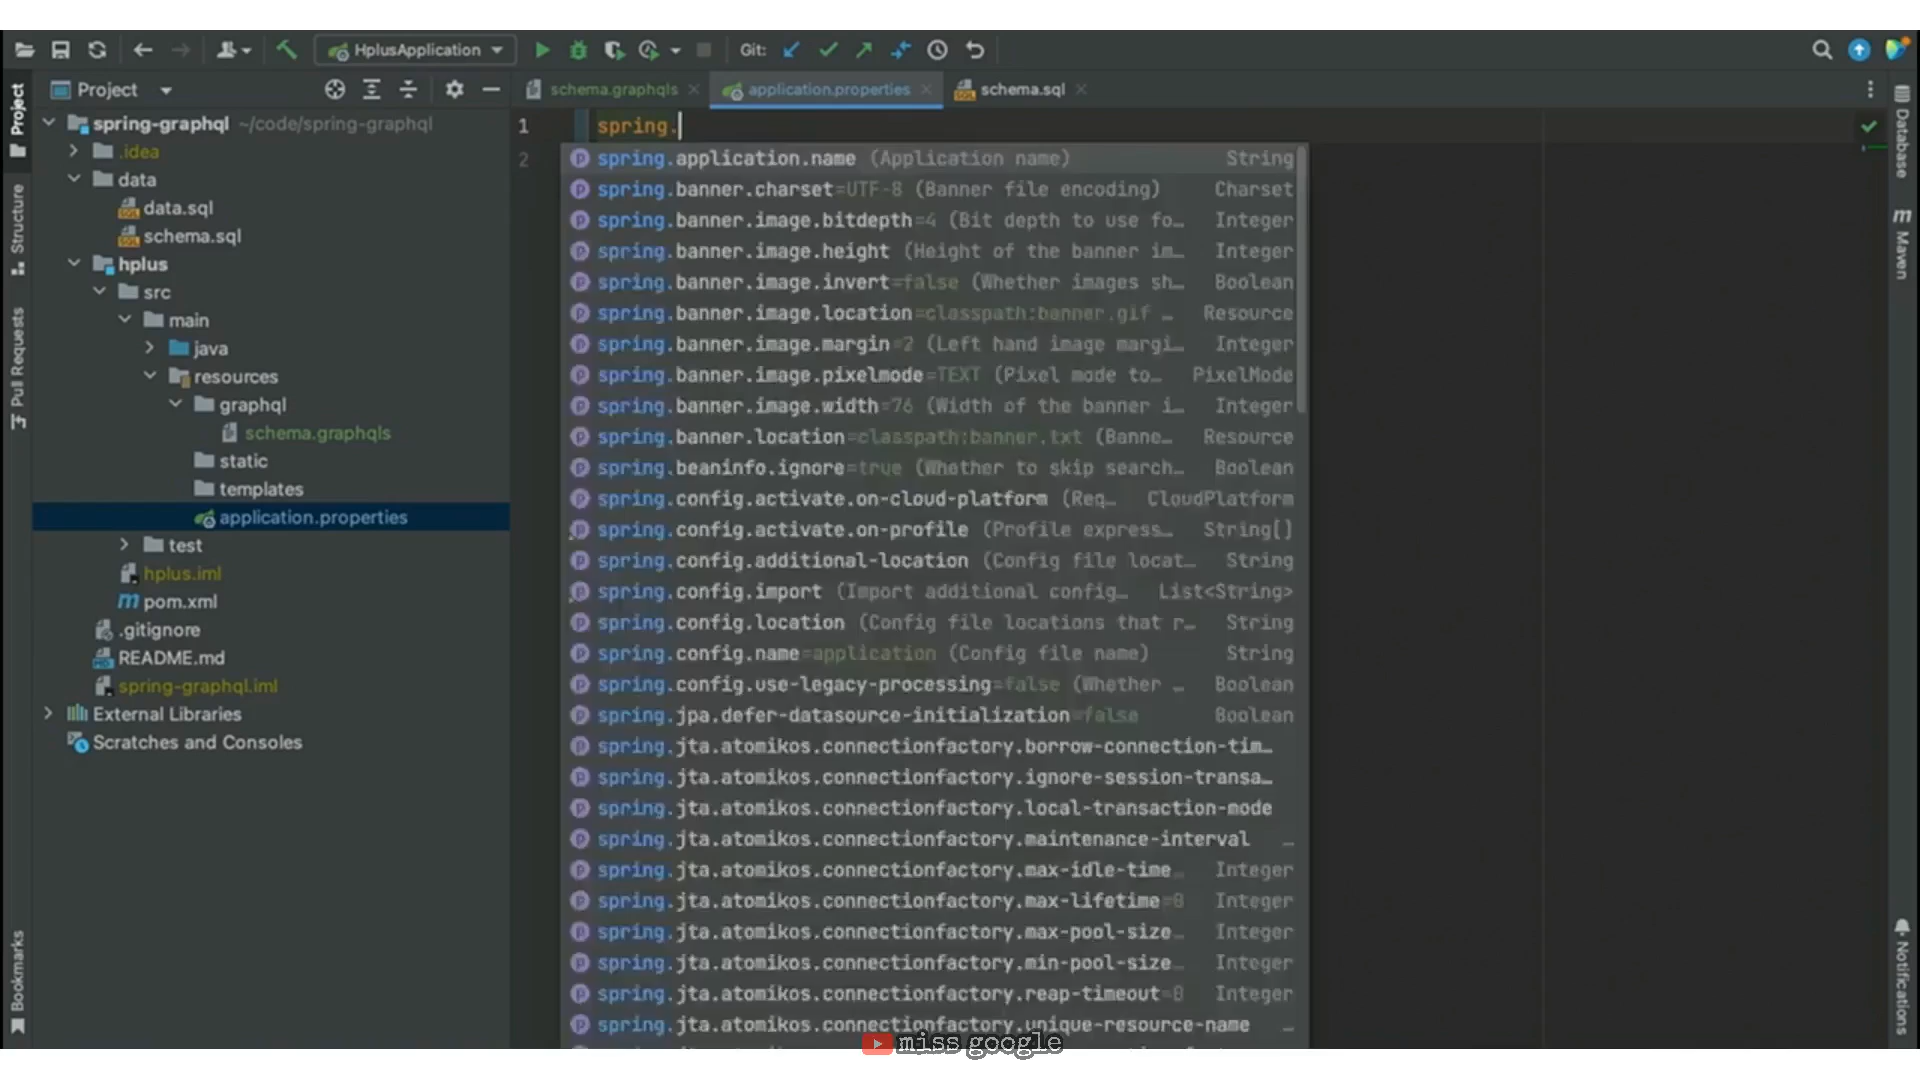 HplusApplication
Git:
Project
schema.graphqls
application.properties
schema.sql
Project
Structure
Pull Requests
Bookmarks
spring-graphql ~/code/spring-graphql
.idea
data
data.sql
schema.sql
hplus
src
main
java
resources
graphql
schema.graphqls
static
templates
application.properties
test
hplus.iml
pom.xml
.gitignore
README.md
spring-graphql.iml
External Libraries
Scratches and Consoles
1 spring.
2
spring.application.name (Application name) String
spring.banner.charset=UTF-8 (Banner file encoding) Charset
spring.banner.image.bitdepth=4 (Bit depth to use fo… Integer
spring.banner.image.height (Height of the banner im… Integer
spring.banner.image.invert=false (Whether images sh… Boolean
spring.banner.image.location=classpath:banner.gif … Resource
spring.banner.image.margin=2 (Left hand image margi… Integer
spring.banner.image.pixelmode=TEXT (Pixel mode to… PixelMode
spring.banner.image.width=76 (Width of the banner i… Integer
spring.banner.location=classpath:banner.txt (Banne… Resource
spring.beaninfo.ignore=true (Whether to skip search… Boolean
spring.config.activate.on-cloud-platform (Req… CloudPlatform
spring.config.activate.on-profile (Profile express… String[]
spring.config.additional-location (Config file locat… String
spring.config.import (Import additional config… List<String>
spring.config.location (Config file locations that r… String
spring.config.name=application (Config file name) String
spring.config.use-legacy-processing=false (Whether … Boolean
spring.jpa.defer-datasource-initialization=false Boolean
spring.jta.atomikos.connectionfactory.borrow-connection-tim…
spring.jta.atomikos.connectionfactory.ignore-session-transa…
spring.jta.atomikos.connectionfactory.local-transaction-mode
spring.jta.atomikos.connectionfactory.maintenance-interval …
spring.jta.atomikos.connectionfactory.max-idle-time… Integer
spring.jta.atomikos.connectionfactory.max-lifetime=0 Integer
spring.jta.atomikos.connectionfactory.max-pool-size… Integer
spring.jta.atomikos.connectionfactory.min-pool-size… Integer
spring.jta.atomikos.connectionfactory.reap-timeout=0 Integer
spring.jta.atomikos.connectionfactory.unique-resource-name …
Database
Maven
Notifications
miss google